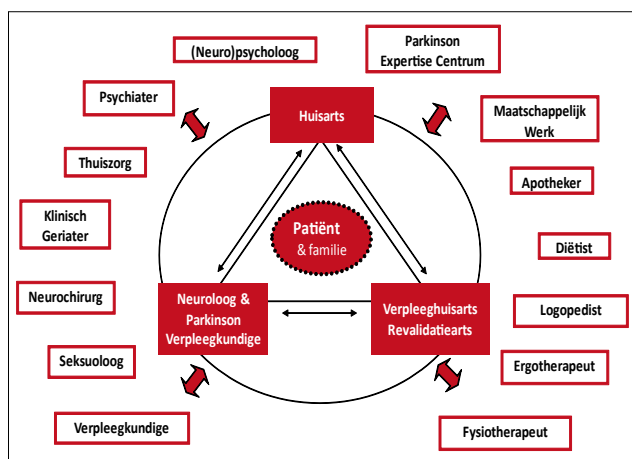 (Neuro)psycholoog
Parkinson
Expertise Centrum
Psychiater
Huisarts
Maatschappelijk
Werk
Thuiszorg
Apotheker
Klinisch
Geriater
Patiënt
& familie
Diëtist
Neurochirurg
Neuroloog &
Parkinson
Verpleegkundige
Verpleeghuisarts
Revalidatiearts
Logopedist
Seksuoloog
Ergotherapeut
Verpleegkundige
Fysiotherapeut